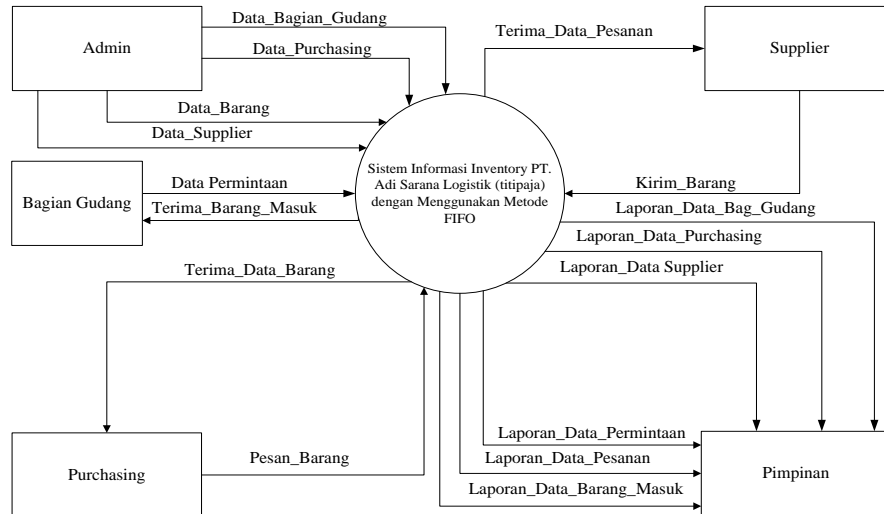 Data_Bagian_Gudang
Admin
Data_Purchasing
Terima_Data_Pesanan
Supplier
Data_Barang
Data_Supplier
Sistem Informasi Inventory PT.
Adi Sarana Logistik (titipaja)
dengan Menggunakan Metode
FIFO
Bagian Gudang
Data Permintaan
Terima_Barang_Masuk
Kirim_Barang
Laporan_Data_Bag_Gudang
Laporan_Data_Purchasing
Laporan_Data Supplier
Terima_Data_Barang
Purchasing
Pesan_Barang
Laporan_Data_Permintaan
Laporan_Data_Pesanan
Laporan_Data_Barang_Masuk
Pimpinan